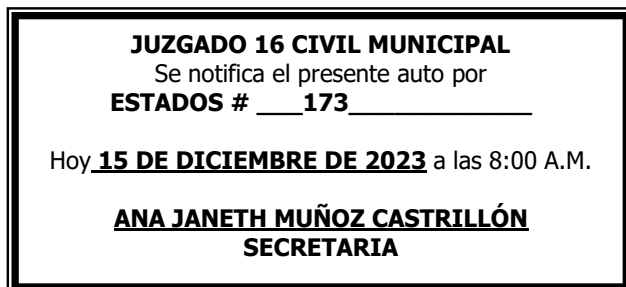 JUZGADO 16 CIVIL MUNICIPAL
Se notifica el presente auto por
ESTADOS # ___173____________
Hoy 15 DE DICIEMBRE DE 2023 a las 8:00 A.M.
ANA JANETH MUÑOZ CASTRILLÓN
SECRETARIA